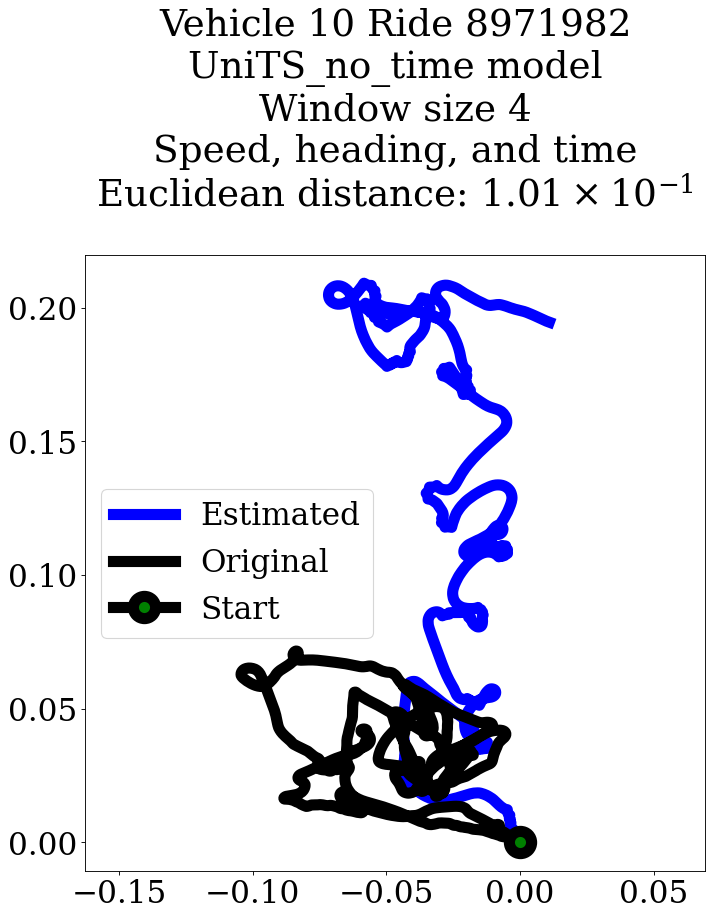 Vehicle 10 Ride 8971982
UniTS_no_time model
Window size 4
Speed, heading, and time
Euclidean distance: 1.01 × 10⁻¹
0.20
0.15
Estimated
Original
0.10
Start
0.05
0.00
−0.15 −0.10 −0.05 0.00 0.05